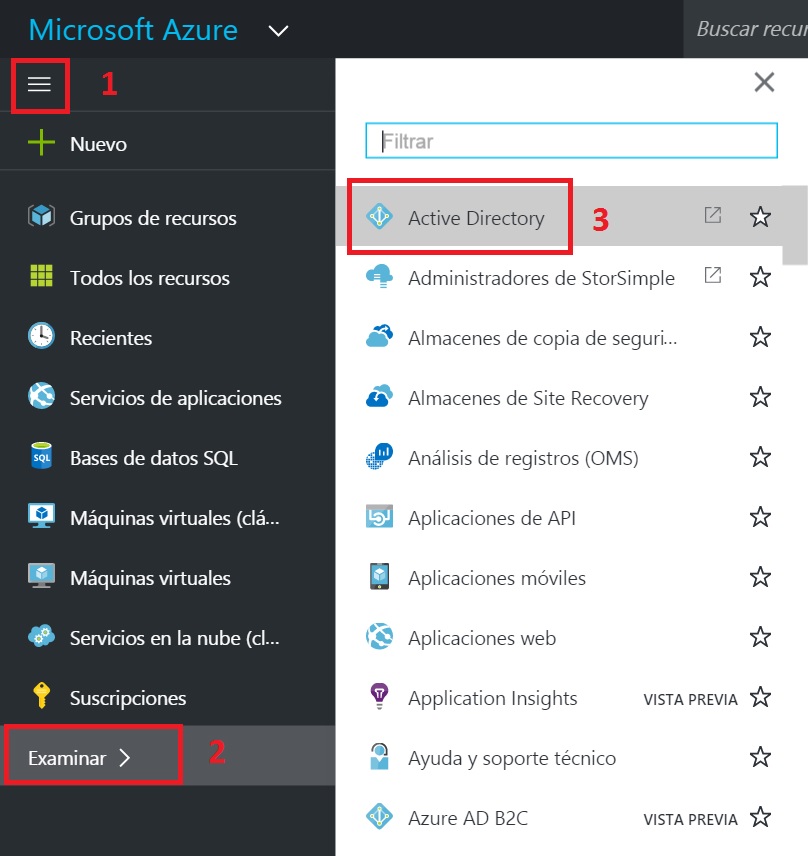 Microsoft Azure
Buscar recur
1
Nuevo
Grupos de recursos
Todos los recursos
Recientes
Servicios de aplicaciones
Bases de datos SQL
SQL
Máquinas virtuales (clá...
Máquinas virtuales
Servicios en la nube (cl...
Suscripciones
Examinar
2
Filtrar
Active Directory
3
Administradores de StorSimple
Almacenes de copia de seguri...
Almacenes de Site Recovery
Análisis de registros (OMS)
Aplicaciones de API
Aplicaciones móviles
Aplicaciones web
Application Insights VISTA PREVIA
Ayuda y soporte técnico
Azure AD B2C VISTA PREVIA